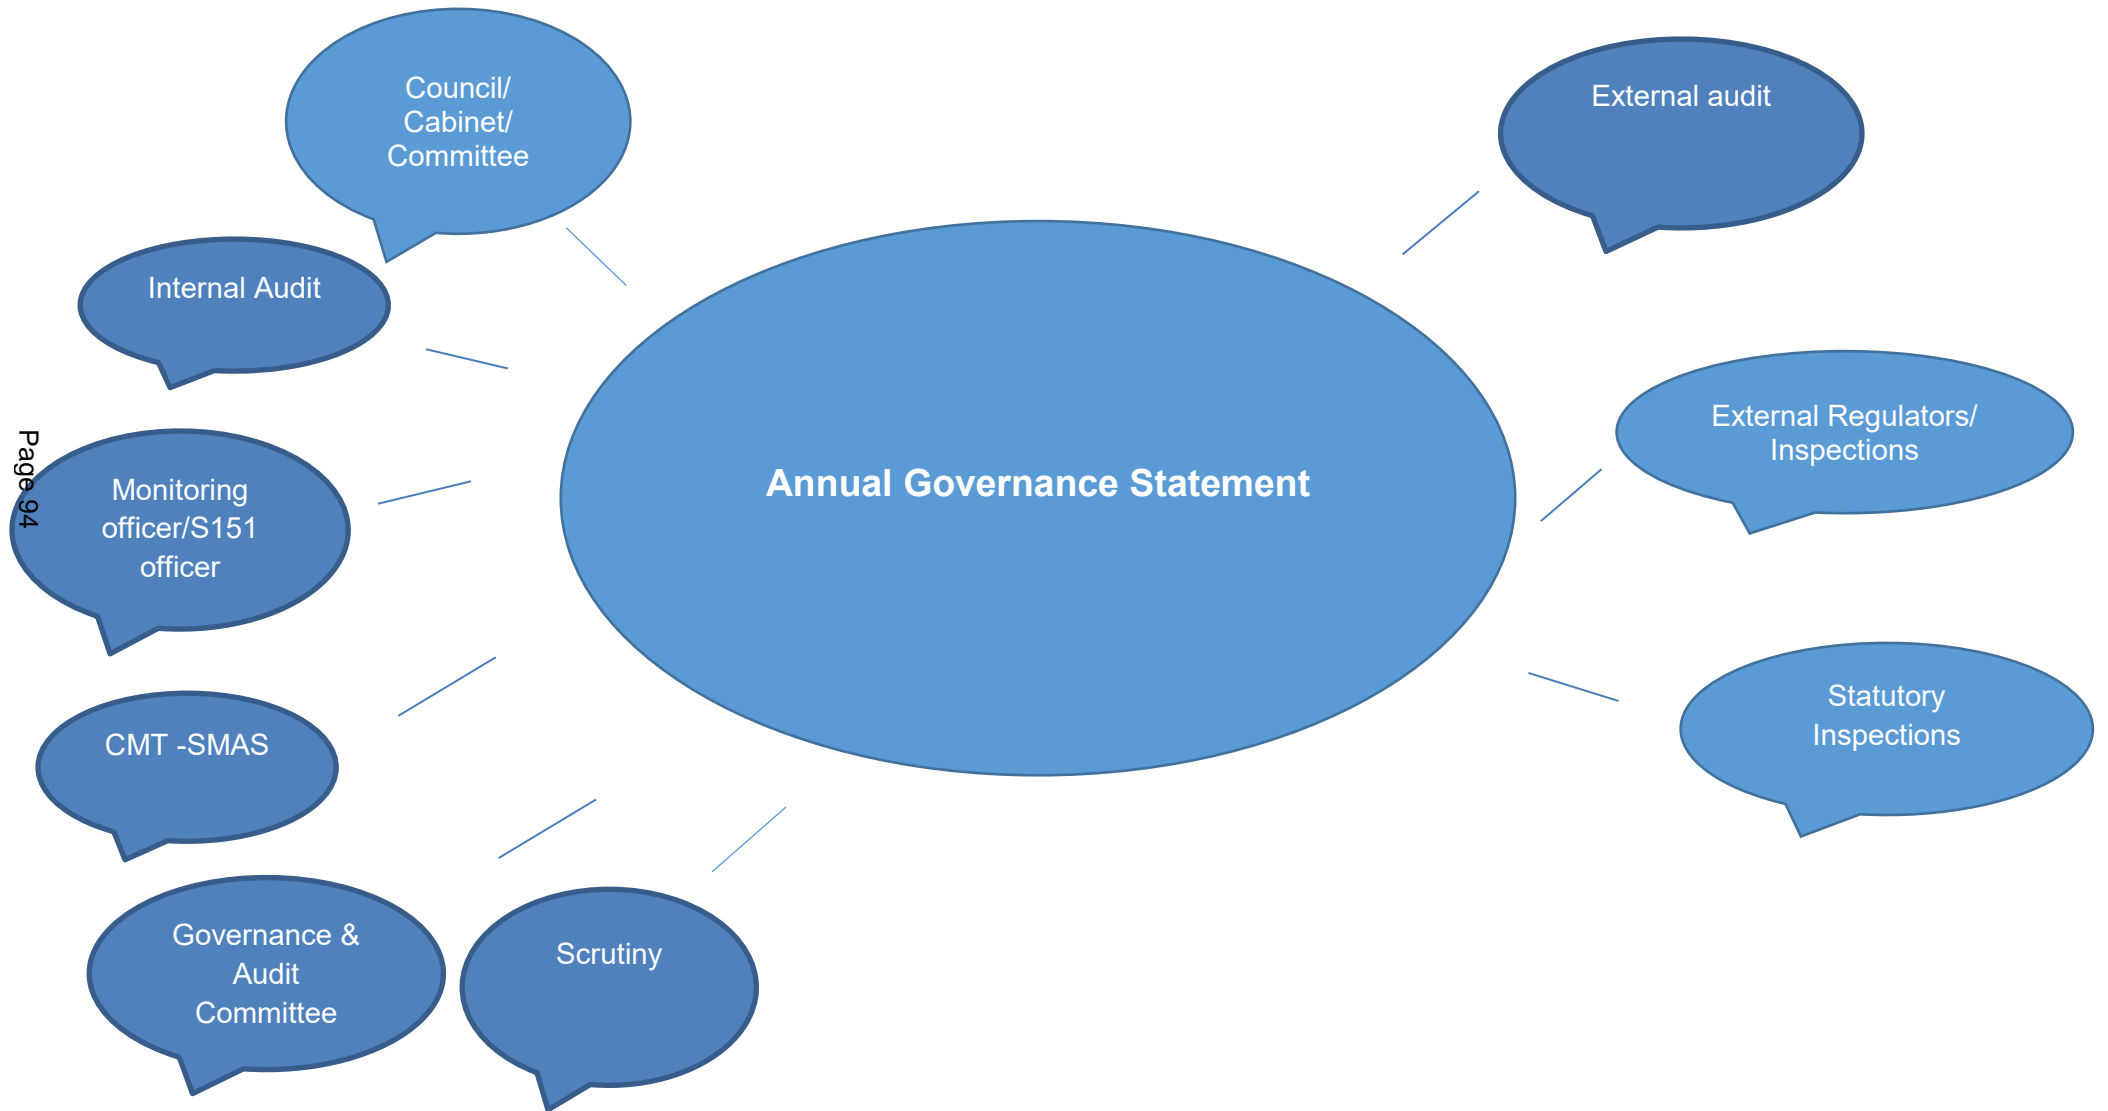 Council/
Cabinet/
Committee
External audit
Internal Audit
External Regulators/
Inspections
Page 94
Monitoring
officer/S151
officer
Annual Governance Statement
Statutory
Inspections
CMT -SMAS
Governance &
Audit
Committee
Scrutiny